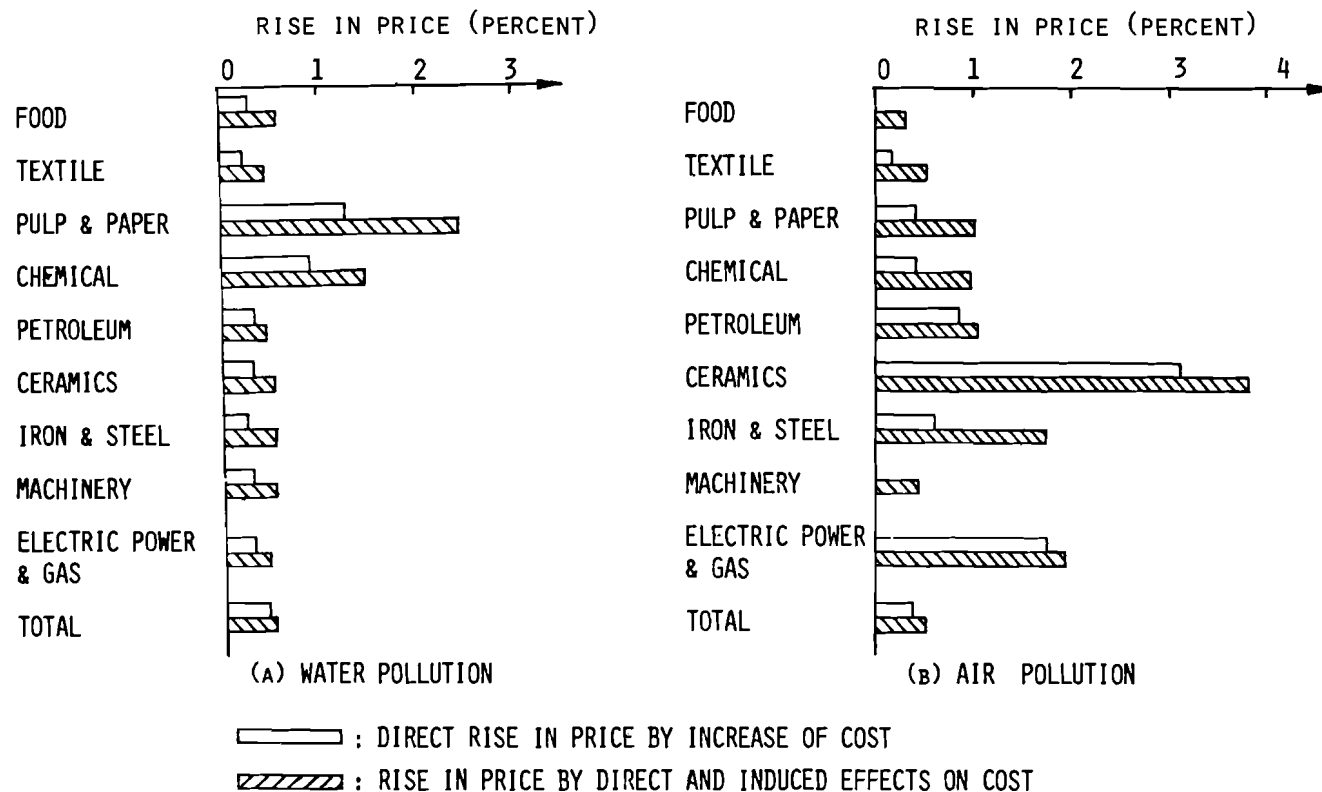 RISE IN PRICE (PERCENT)
0 1 2 3
FOOD
TEXTILE
PULP & PAPER
CHEMICAL
PETROLEUM
CERAMICS
IRON & STEEL
MACHINERY
ELECTRIC POWER
& GAS
TOTAL
(A) WATER POLLUTION
RISE IN PRICE (PERCENT)
0 1 2 3 4
FOOD
TEXTILE
PULP & PAPER
CHEMICAL
PETROLEUM
CERAMICS
IRON & STEEL
MACHINERY
ELECTRIC POWER
& GAS
TOTAL
(B) AIR POLLUTION
: DIRECT RISE IN PRICE BY INCREASE OF COST
: RISE IN PRICE BY DIRECT AND INDUCED EFFECTS ON COST